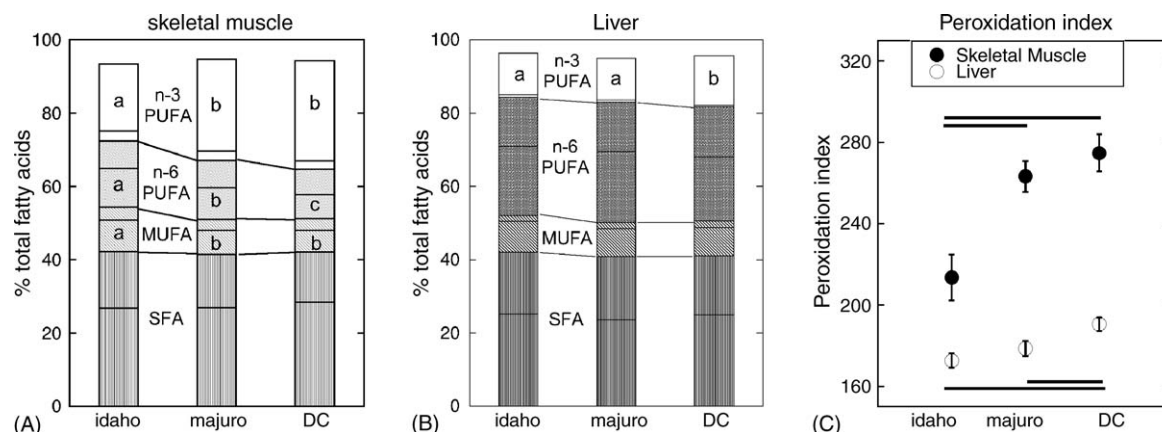 skeletal muscle
100
80
60
40
20
0
% total fatty acids
a
b
b
n-3
PUFA
n-6
PUFA
a
b
c
MUFA
a
b
b
SFA
(A)
idaho
majuro
DC
Liver
100
80
60
40
20
0
% total fatty acids
a
a
b
n-3
PUFA
n-6
PUFA
MUFA
SFA
(B)
idaho
majuro
DC
Peroxidation index
Skeletal Muscle
Liver
320
280
240
200
160
Peroxidation index
(C)
idaho
majuro
DC